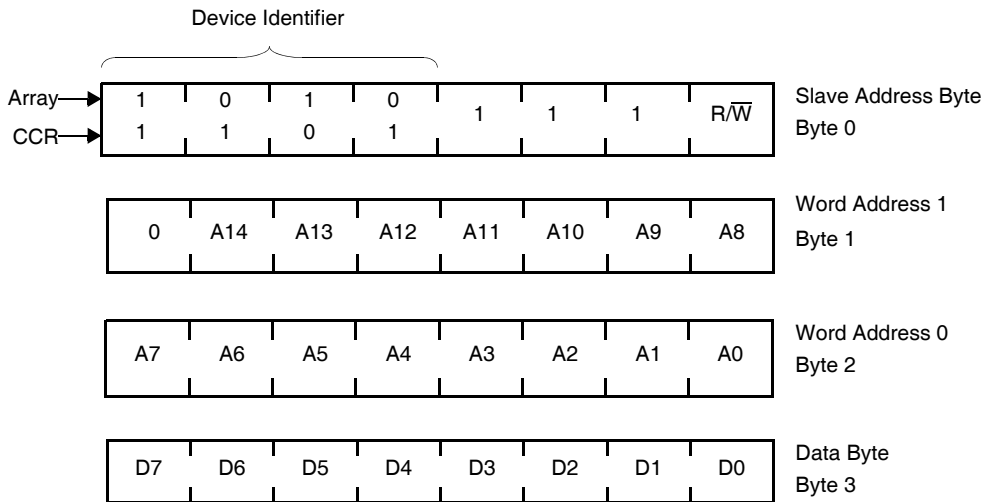 Device Identifier
Array 1 0 1 0 1 1 1 R/W̅ Slave Address Byte
CCR 1 1 0 1 Byte 0
Word Address 1
0 A14 A13 A12 A11 A10 A9 A8 Byte 1
Word Address 0
A7 A6 A5 A4 A3 A2 A1 A0 Byte 2
Data Byte
D7 D6 D5 D4 D3 D2 D1 D0 Byte 3